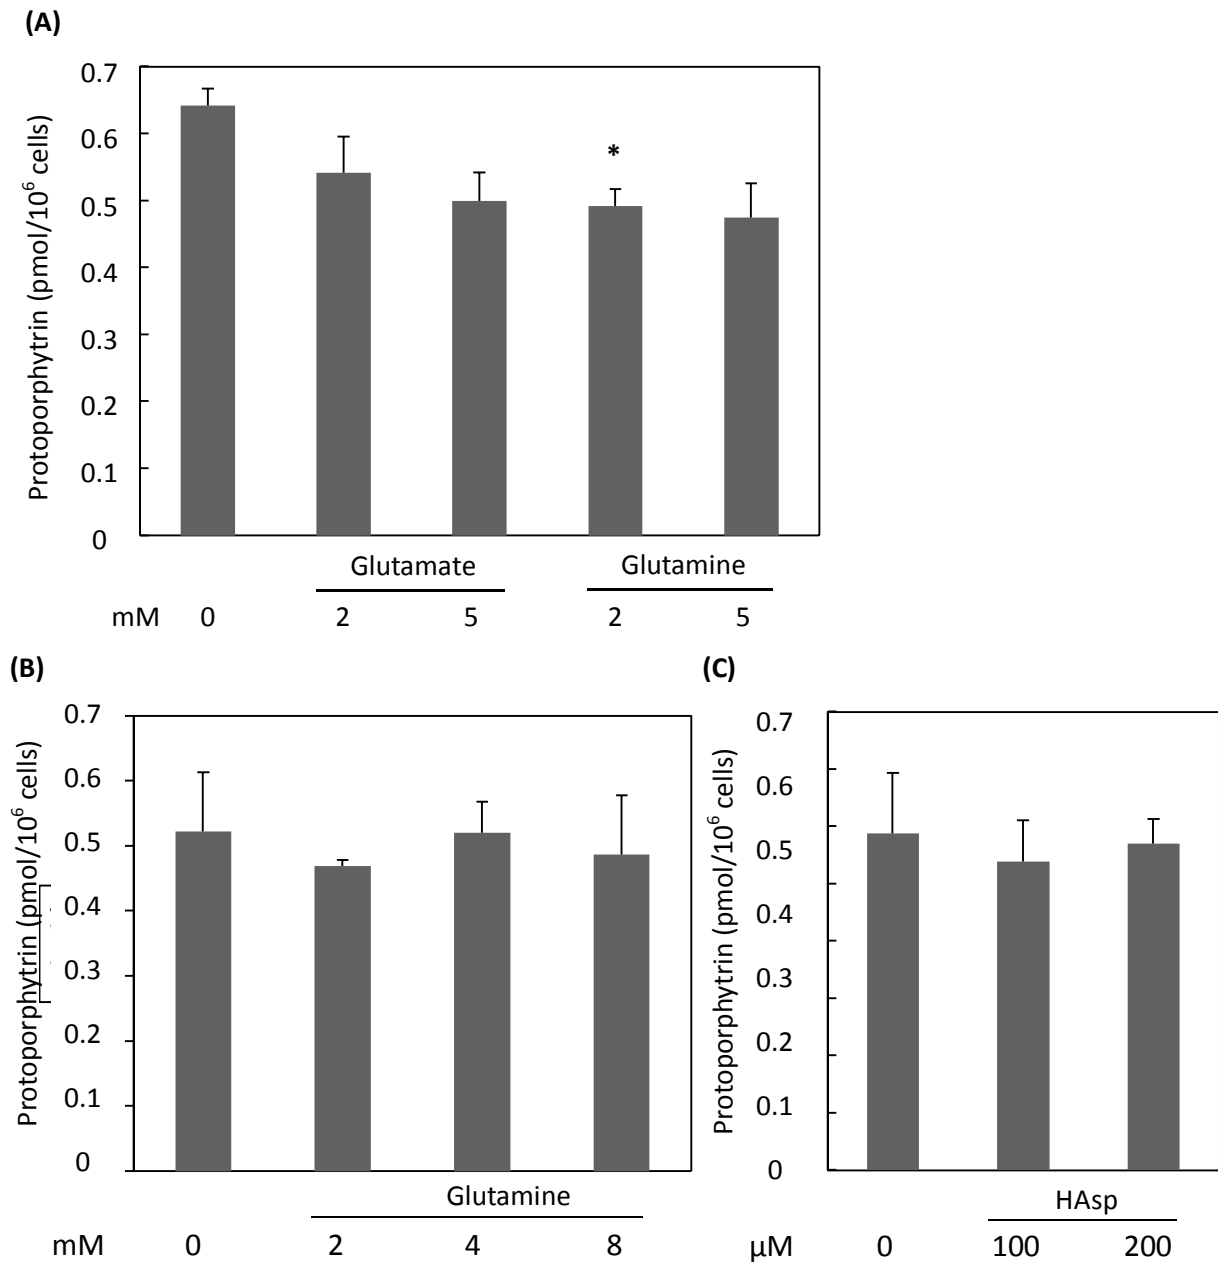 (A)
Protoporphytrin (pmol/10⁶ cells)
0.7
0.6
0.5
0.4
0.3
0.2
0.1
0
*
Glutamate
Glutamine
mM 0 2 5 2 5
(B)
Protoporphytrin (pmol/10⁶ cells)
0.7
0.6
0.5
0.4
0.3
0.2
0.1
0
Glutamine
mM 0 2 4 8
(C)
Protoporphytrin (pmol/10⁶ cells)
0.7
0.6
0.5
0.4
0.3
0.2
0.1
0
HAsp
µM 0 100 200